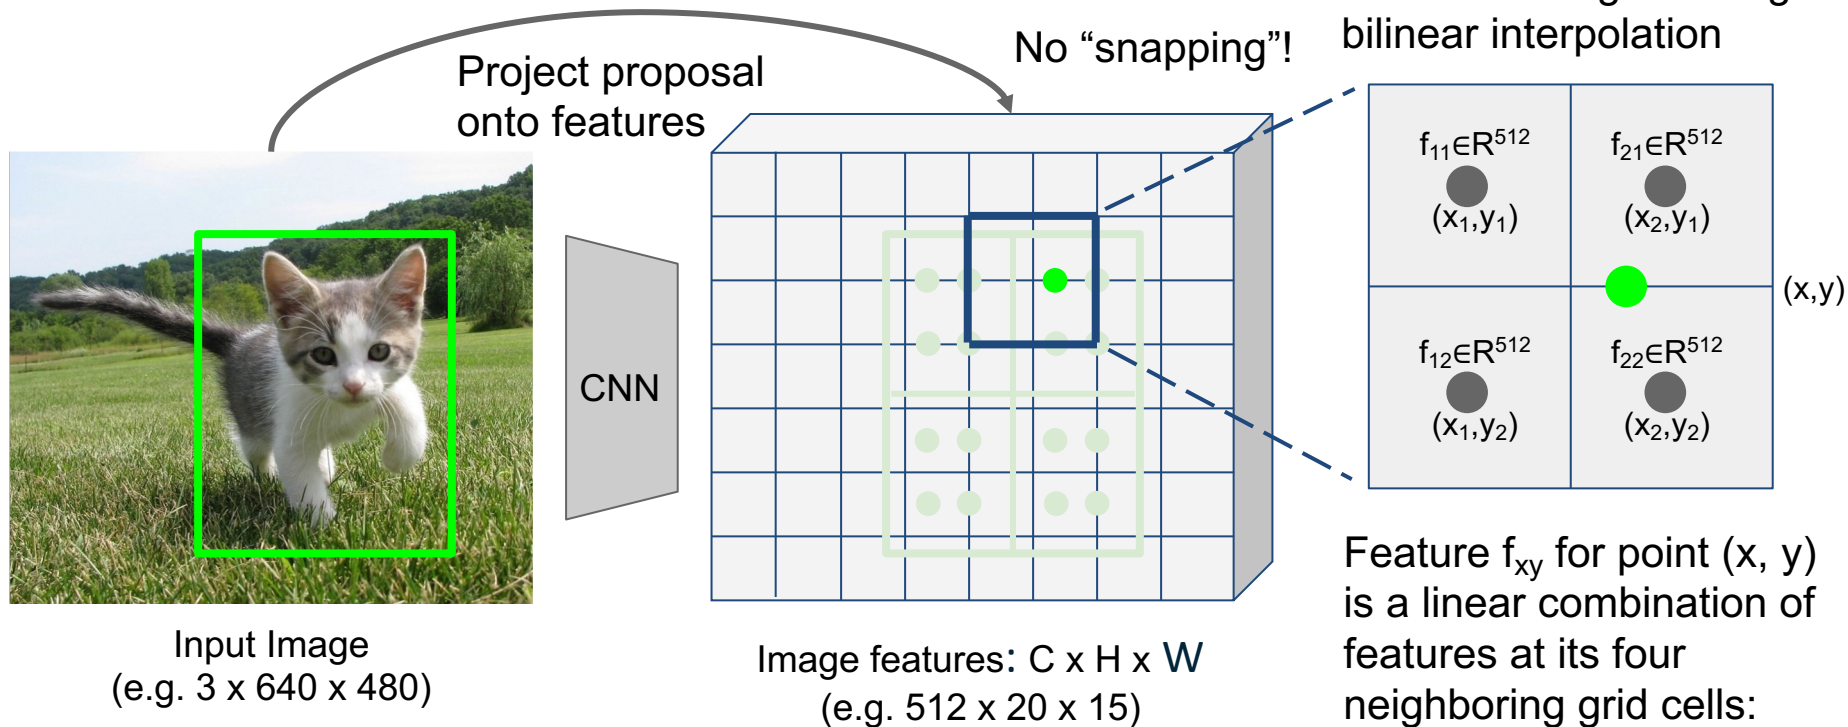 No “snapping”!
bilinear interpolation
Project proposal
onto features
f₁₁∈R⁵¹²
f₂₁∈R⁵¹²
(x₁,y₁)
(x₂,y₁)
(x,y)
f₁₂∈R⁵¹²
f₂₂∈R⁵¹²
(x₁,y₂)
(x₂,y₂)
CNN
Input Image
(e.g. 3 x 640 x 480)
Image features: C x H x W
(e.g. 512 x 20 x 15)
Feature fₓᵧ for point (x, y)
is a linear combination of
features at its four
neighboring grid cells: